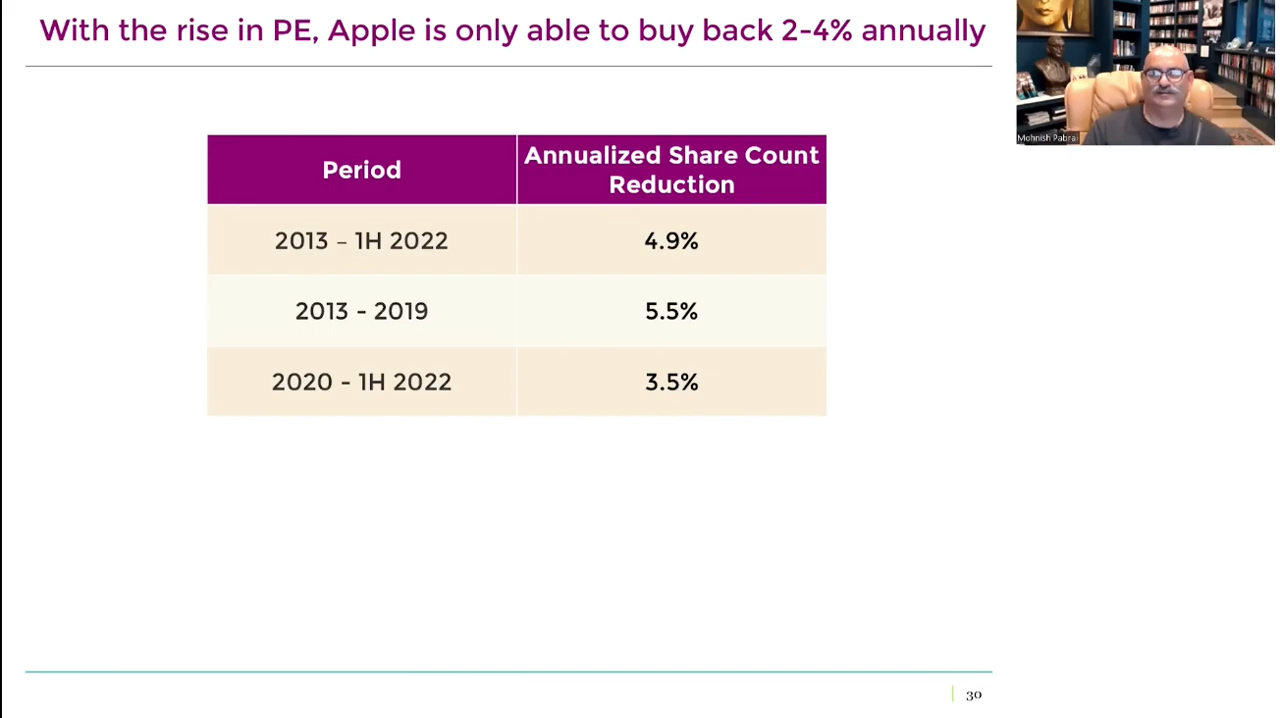 With the rise in PE, Apple is only able to buy back 2-4% annually
Mohnish Pabrai
Period
Annualized Share Count
Reduction
2013 – 1H 2022
4.9%
2013 - 2019
5.5%
2020 - 1H 2022
3.5%
30